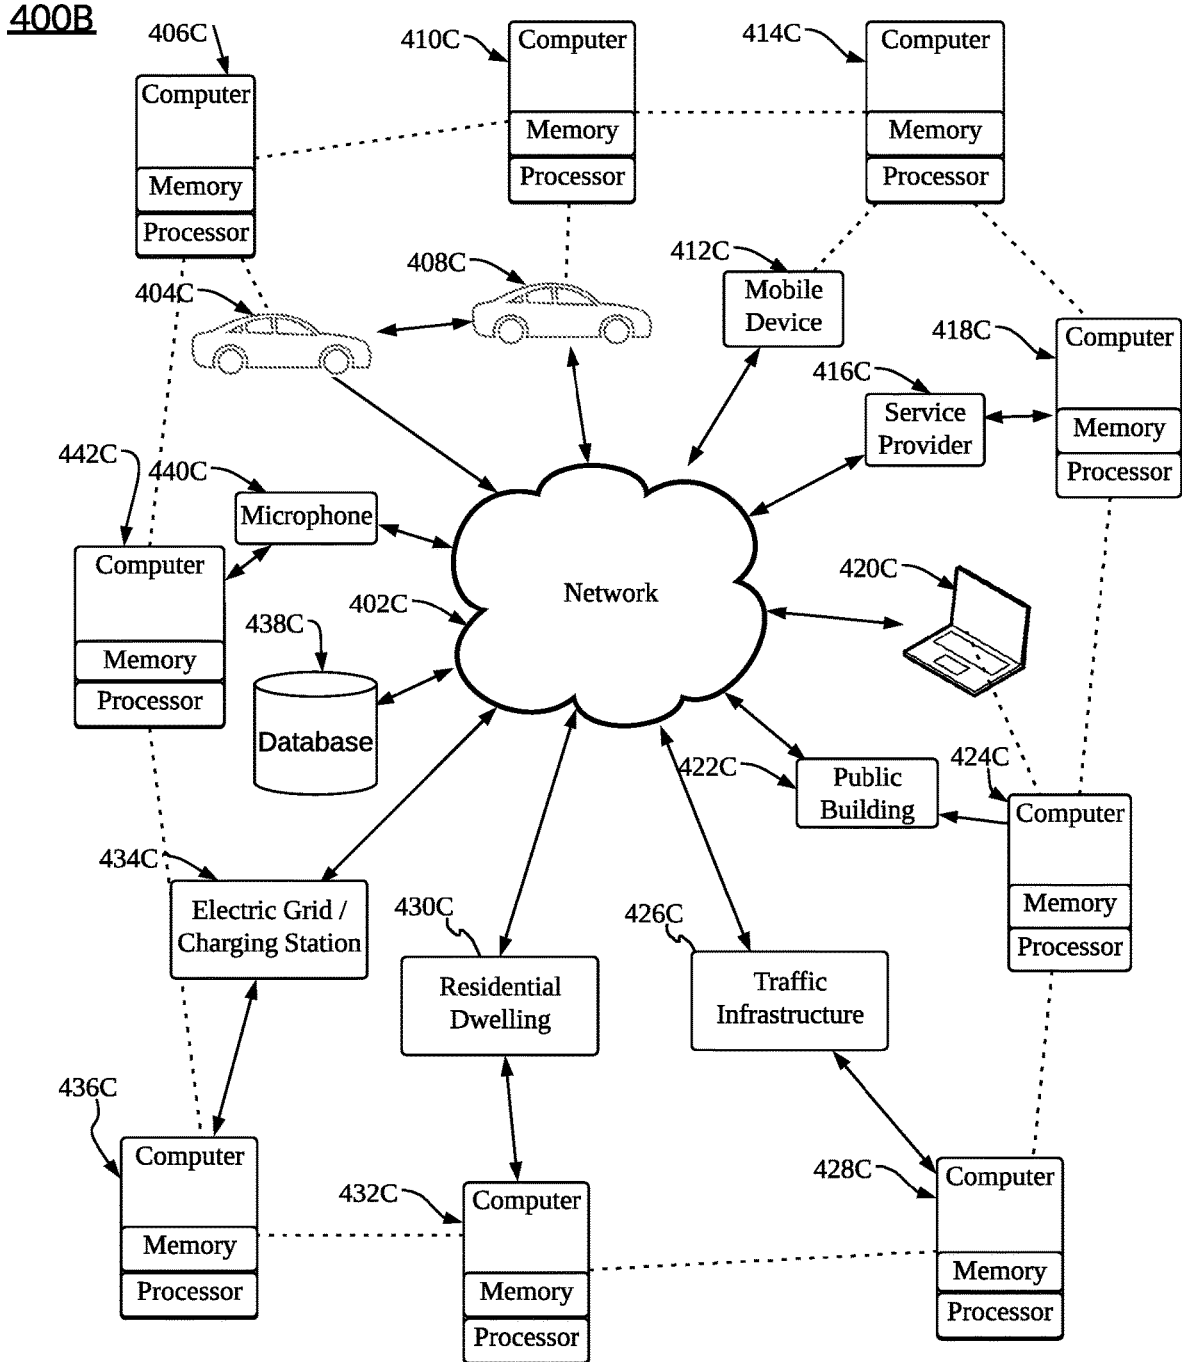 400B
406C
410C
414C
Computer
Memory
Processor
Computer
Memory
Processor
Computer
Memory
Processor
404C
408C
412C
Mobile
Device
418C
Computer
Memory
Processor
416C
Service
Provider
442C
440C
Microphone
Computer
Memory
Processor
402C
Network
420C
438C
Database
422C
Public
Building
424C
Computer
Memory
Processor
434C
Electric Grid /
Charging Station
430C
Residential
Dwelling
426C
Traffic
Infrastructure
436C
Computer
Memory
Processor
432C
Computer
Memory
Processor
428C
Computer
Memory
Processor